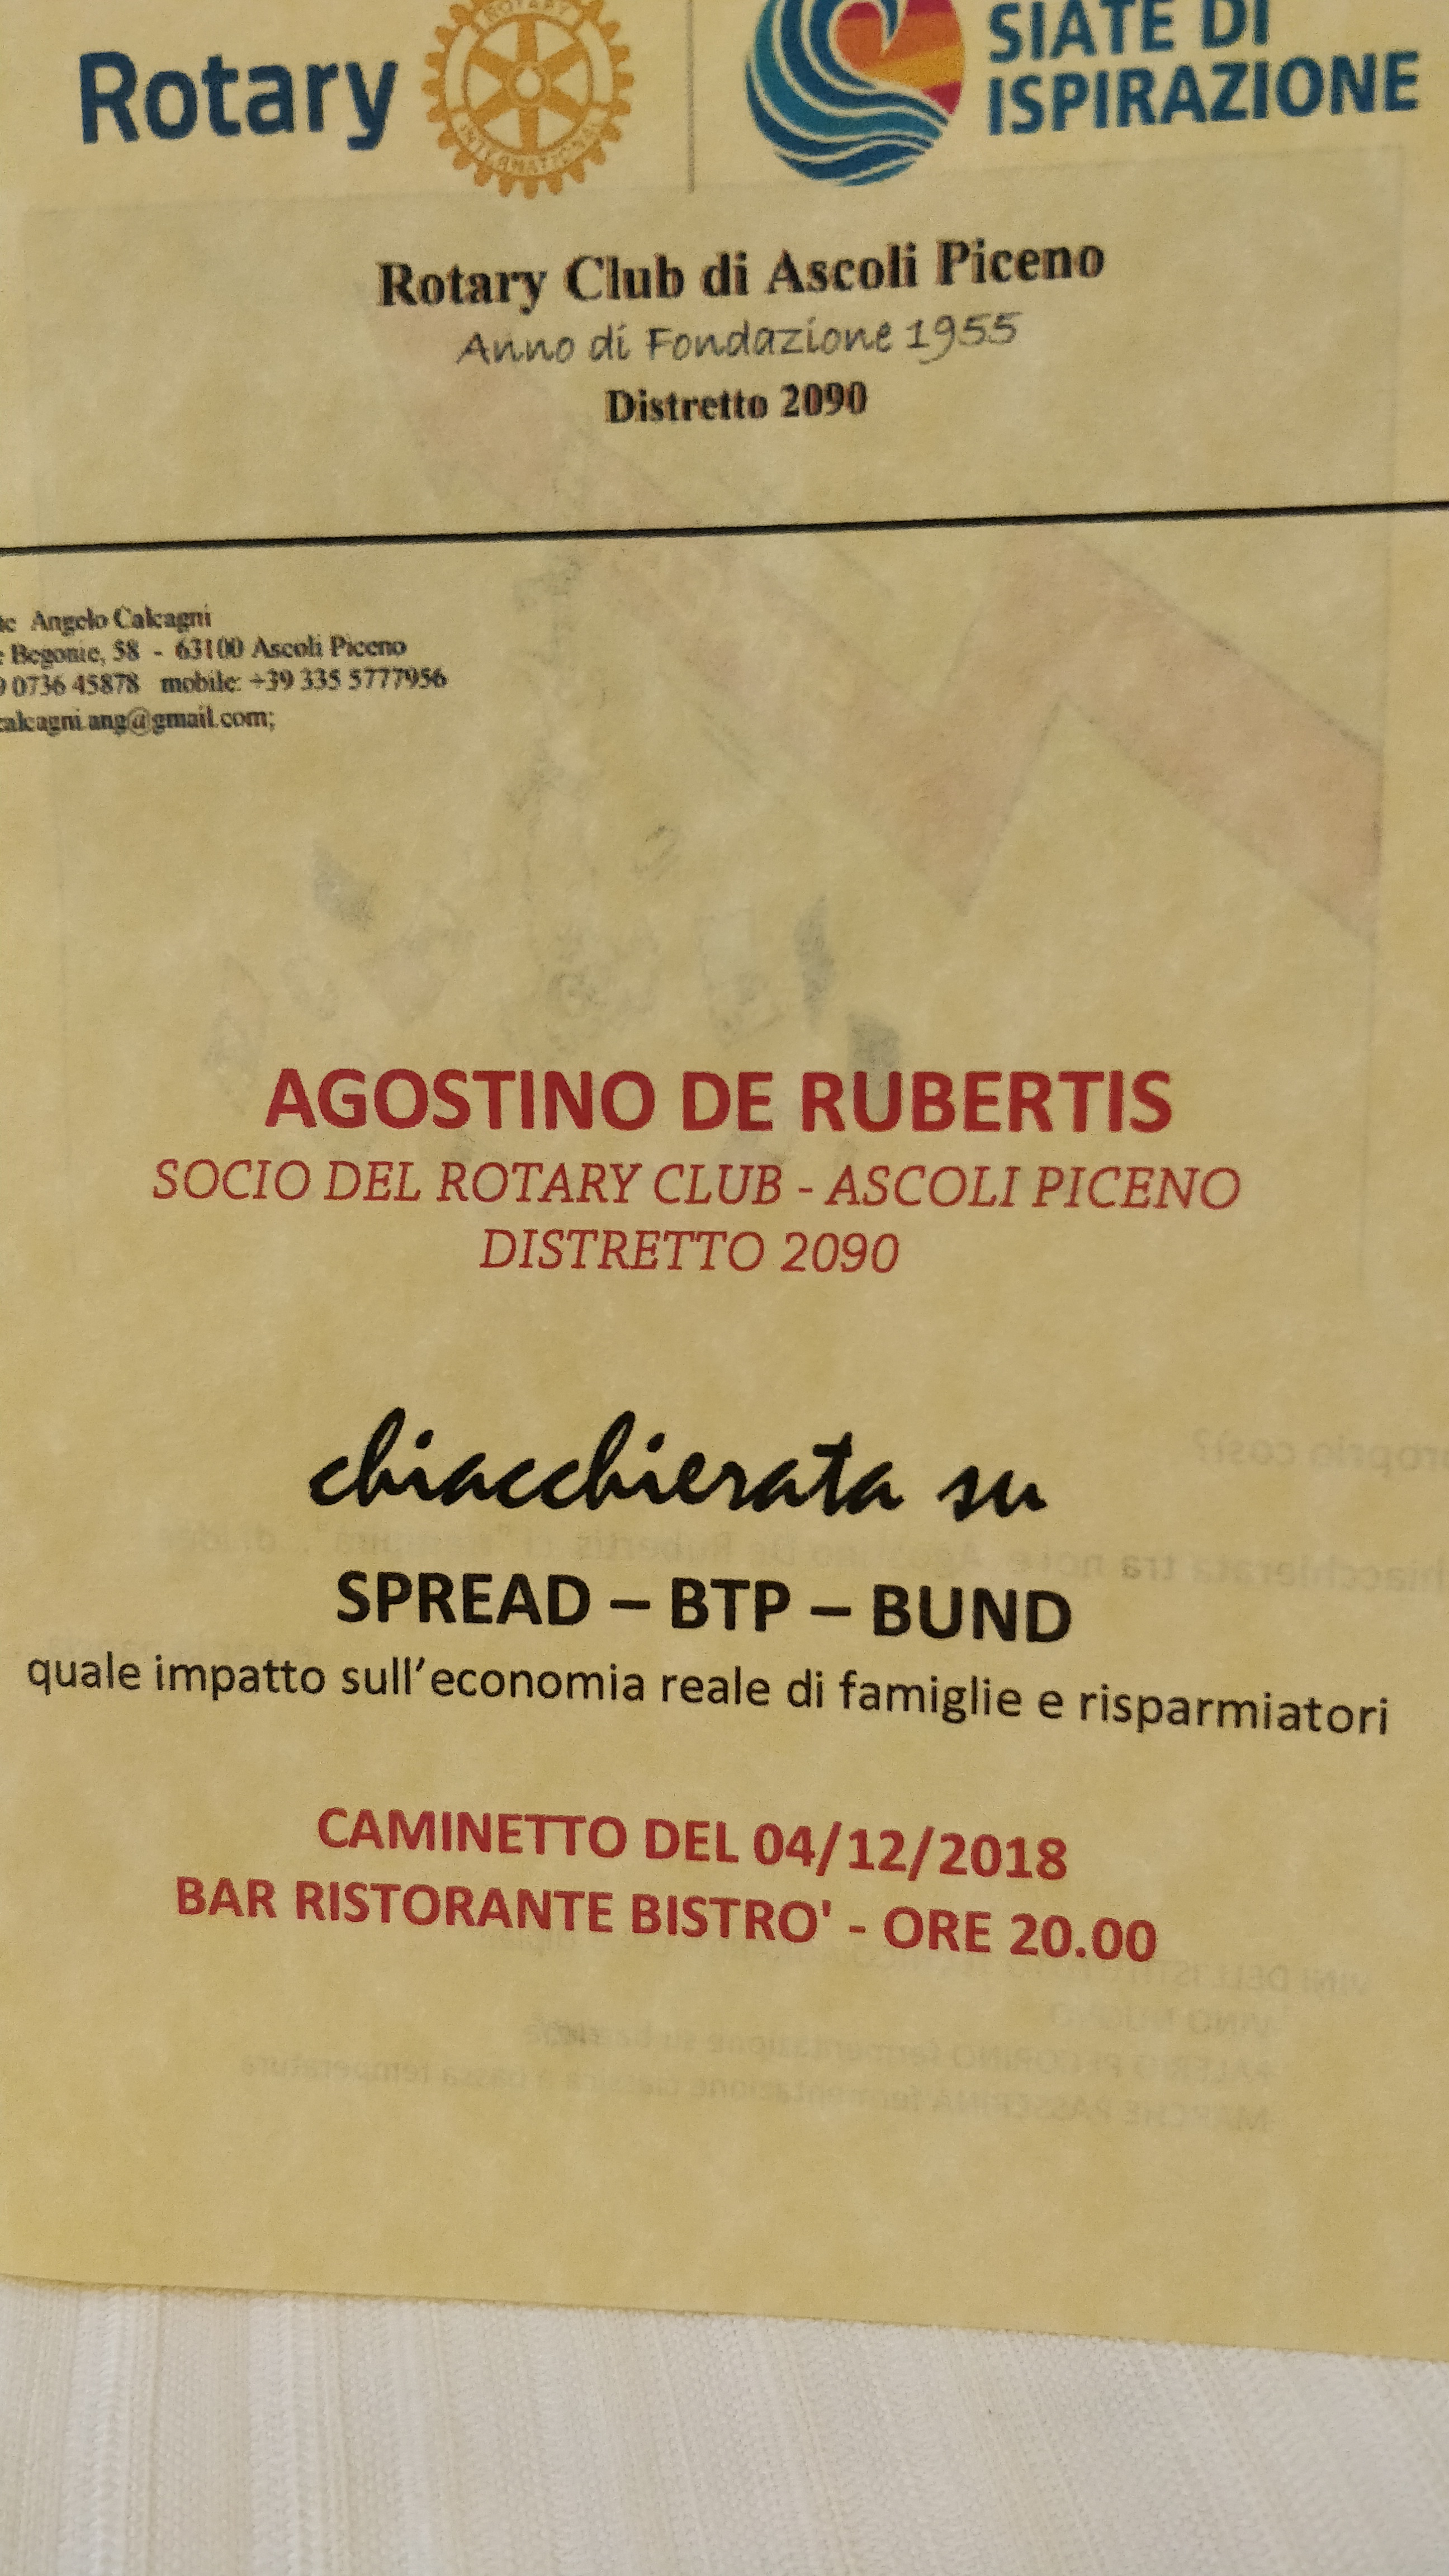 Rotary
ROTARY
INTERNATIONAL
SIATE DI
ISPIRAZIONE
Rotary Club di Ascoli Piceno
Anno di Fondazione 1955
Distretto 2090
Angelo Calcagni
Begonie, 58 - 63100 Ascoli Piceno
0736 45878 mobile: +39 335 5777956
calcagni.ang@gmail.com;
AGOSTINO DE RUBERTIS
SOCIO DEL ROTARY CLUB - ASCOLI PICENO
DISTRETTO 2090
chiacchierata su
SPREAD – BTP – BUND
quale impatto sull'economia reale di famiglie e risparmiatori
CAMINETTO DEL 04/12/2018
BAR RISTORANTE BISTRO' - ORE 20.00